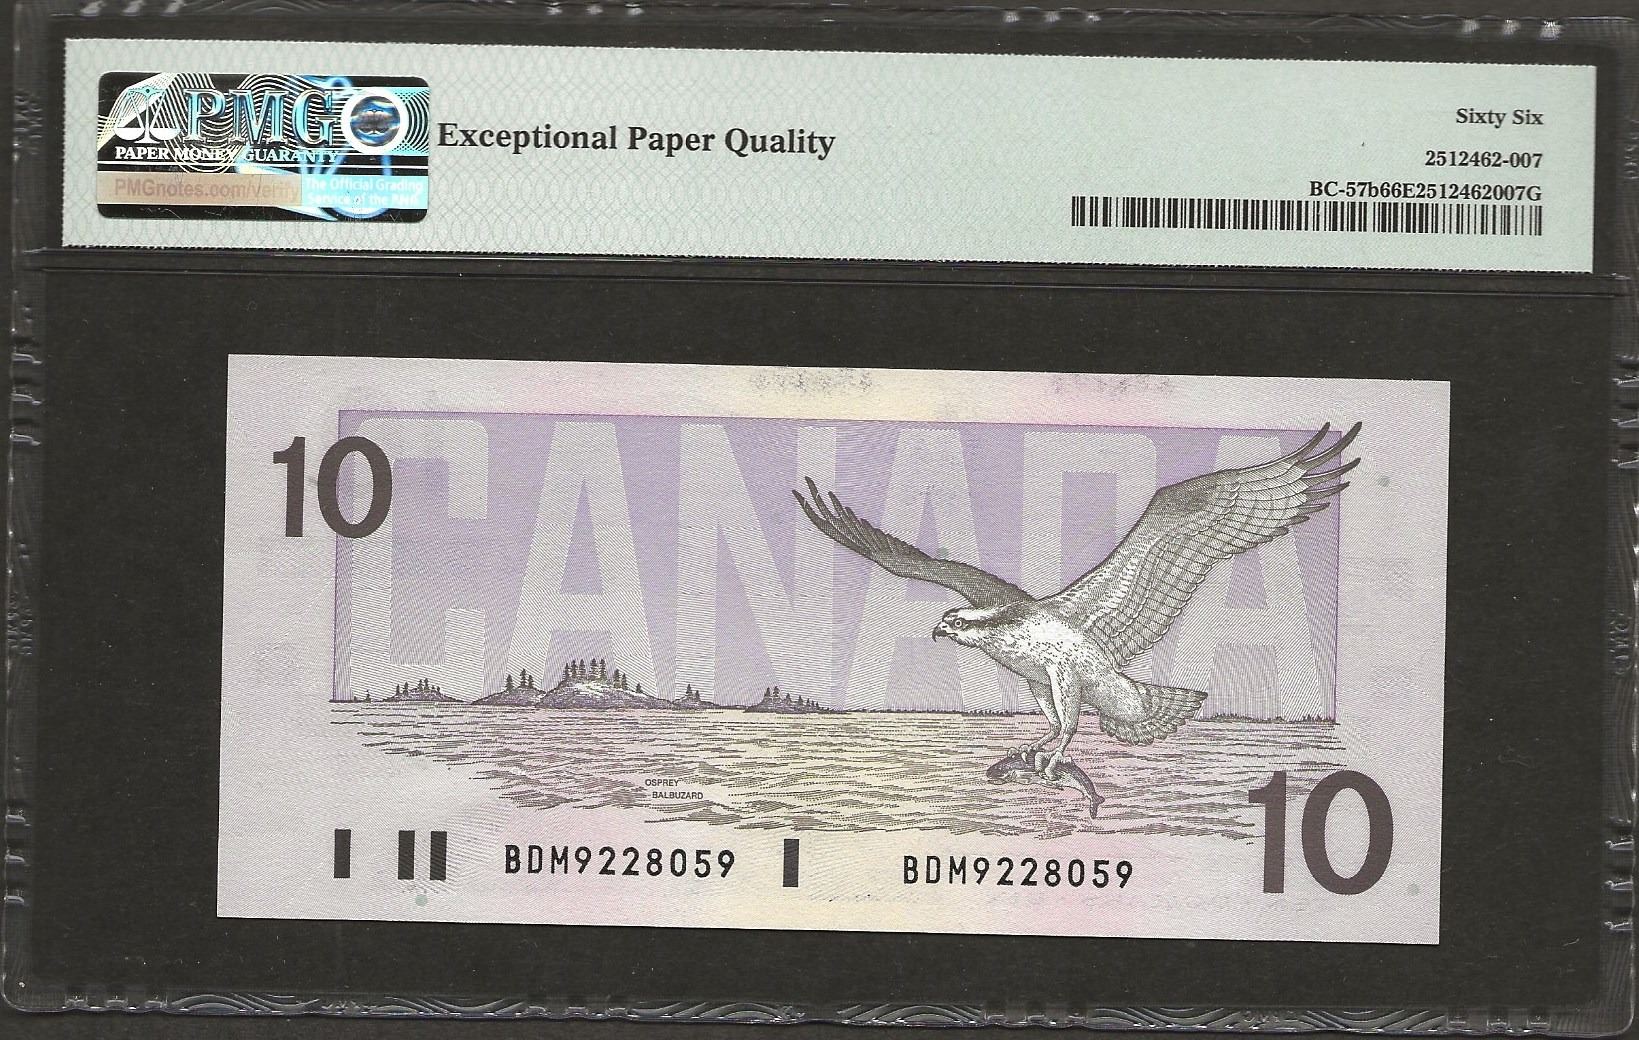 PMG
PAPER MONEY GUARANTY
PMGnotes.com/verify
The Official Grading
Service of the ANA
Exceptional Paper Quality
Sixty Six
2512462-007
BC-57b66E2512462007G
CANADA
10
OSPREY
BALBUZARD
10
BDM9228059
BDM9228059